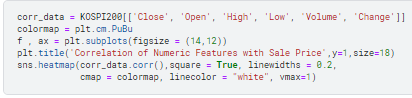 corr_data = KOSPI200[['Close', 'Open', 'High', 'Low', 'Volume', 'Change']]
colormap = plt.cm.PuBu
f , ax = plt.subplots(figsize = (14,12))
plt.title('Correlation of Numeric Features with Sale Price',y=1,size=18)
sns.heatmap(corr_data.corr(),square = True, linewidths = 0.2,
cmap = colormap, linecolor = "white", vmax=1)